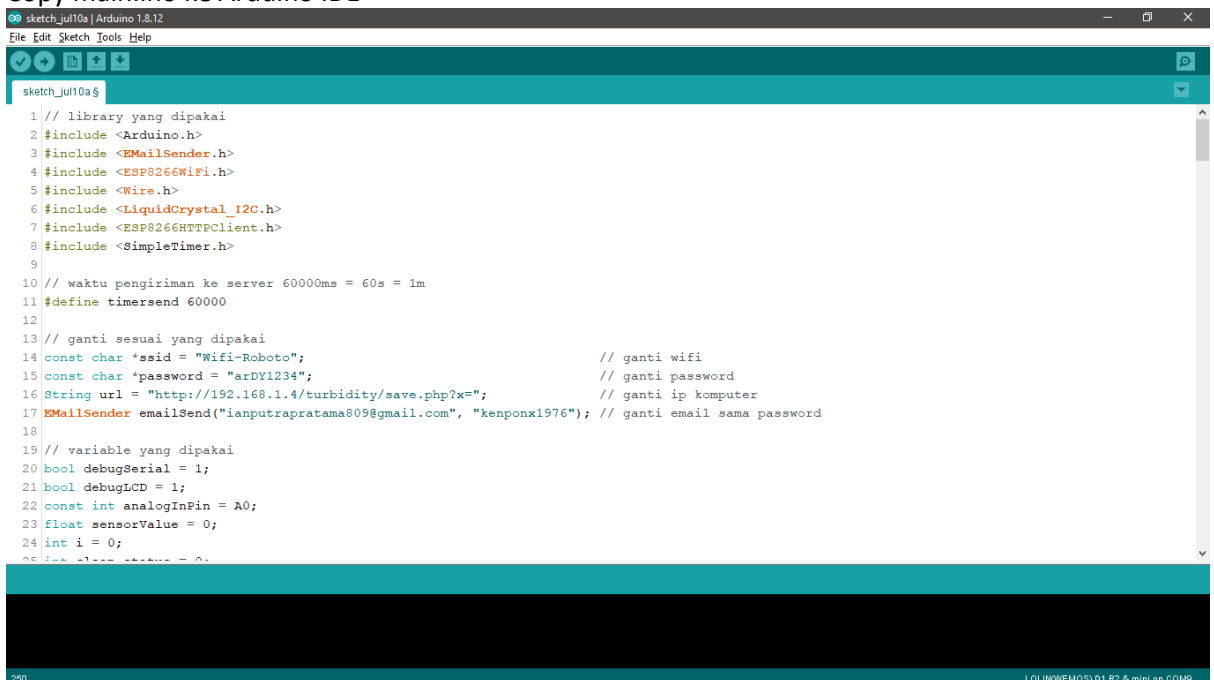 sketch_jul10a | Arduino 1.8.12
File Edit Sketch Tools Help
sketch_jul10a §
1 // library yang dipakai
2 #include <Arduino.h>
3 #include <EMailSender.h>
4 #include <ESP8266WiFi.h>
5 #include <Wire.h>
6 #include <LiquidCrystal_I2C.h>
7 #include <ESP8266HTTPClient.h>
8 #include <SimpleTimer.h>
9
10 // waktu pengiriman ke server 60000ms = 60s = 1m
11 #define timersend 60000
12
13 // ganti sesuai yang dipakai
14 const char *ssid = "Wifi-Roboto"; // ganti wifi
15 const char *password = "arDY1234"; // ganti password
16 String url = "http://192.168.1.4/turbidity/save.php?x="; // ganti ip komputer
17 EMailSender emailSend("ianputrapratama809@gmail.com", "kenponx1976"); // ganti email sama password
18
19 // variable yang dipakai
20 bool debugSerial = 1;
21 bool debugLCD = 1;
22 const int analogInPin = A0;
23 float sensorValue = 0;
24 int i = 0;
250
LOLIN(WEMOS) D1 R2 & mini on COM9